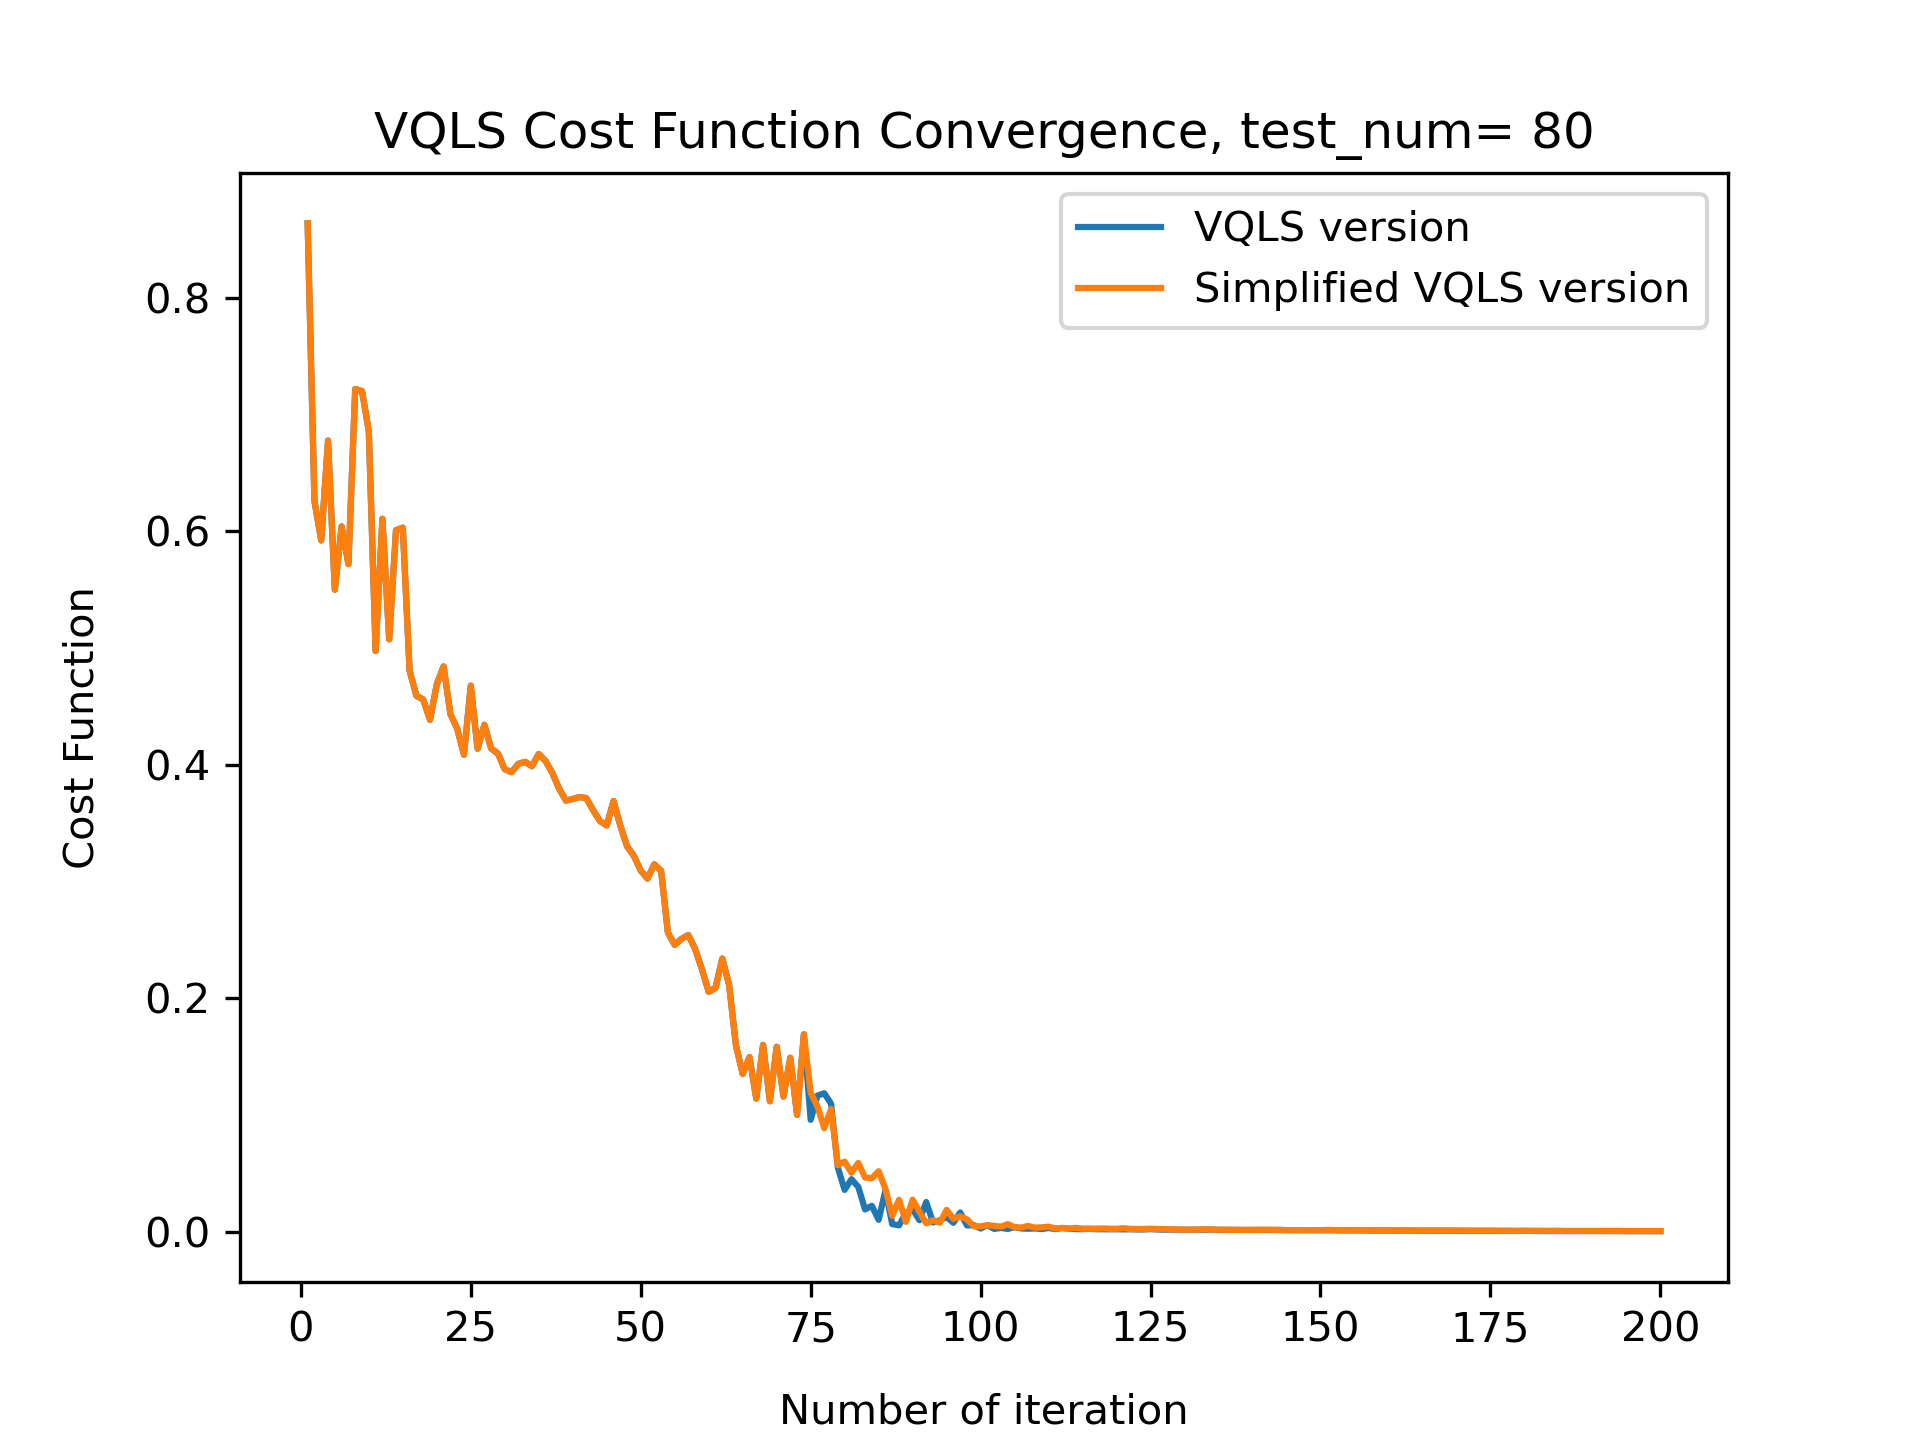 VQLS Cost Function Convergence, test_num= 80
VQLS version
Simplified VQLS version
0.8
0.6
0.4
0.2
0.0
Cost Function
0 25 50 75 100 125 150 175 200
Number of iteration